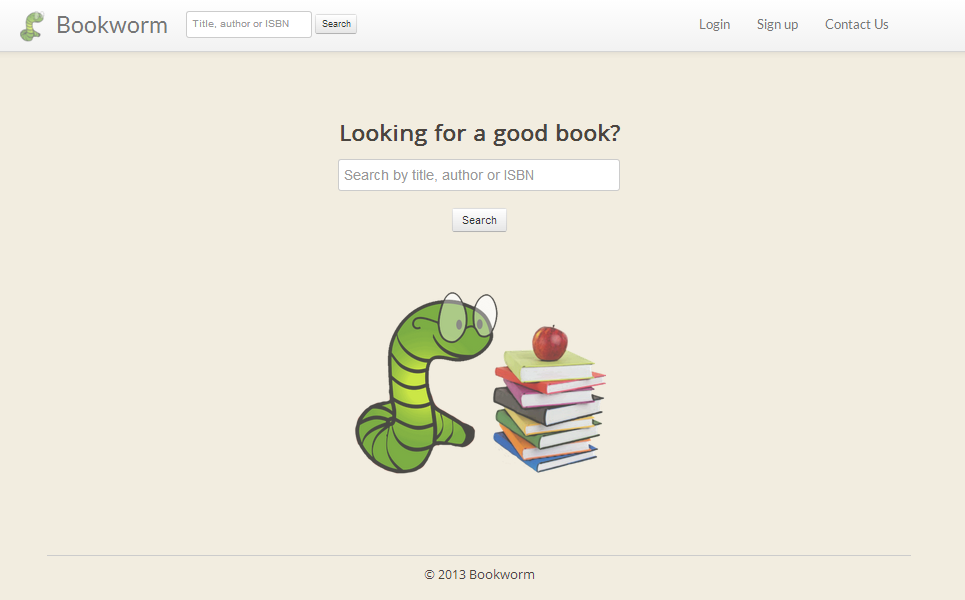 Bookworm
Title, author or ISBN
Search
Login
Sign up
Contact Us
Looking for a good book?
Search by title, author or ISBN
Search
© 2013 Bookworm